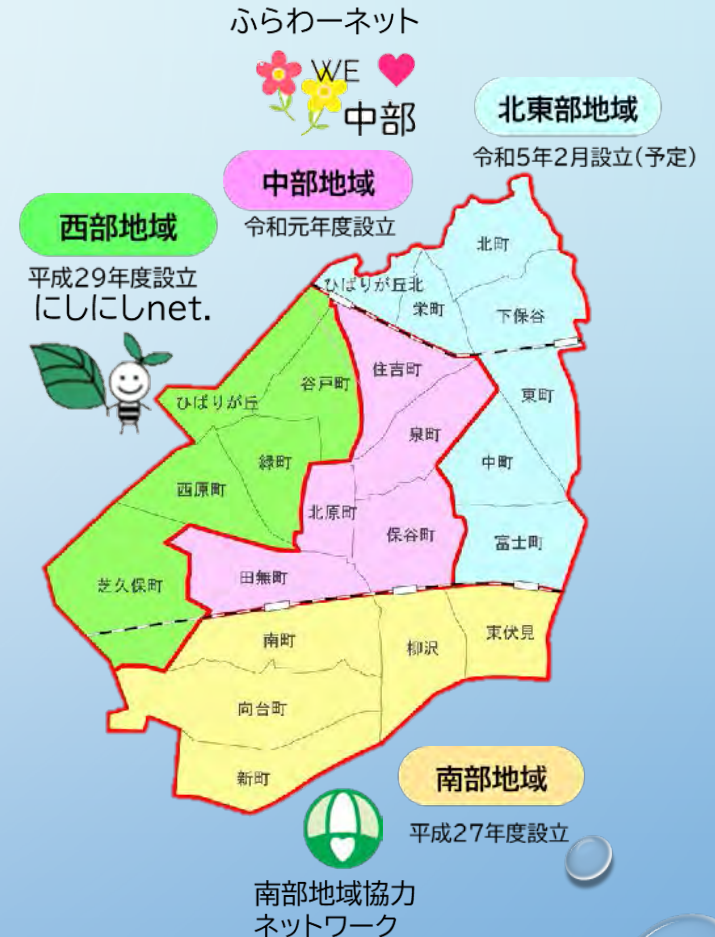 ふらわーネット
WE
中部
北東部地域
令和5年2月設立(予定)
中部地域
令和元年度設立
西部地域
平成29年度設立
にしにしnet.
北町
ひばりが丘北
栄町
下保谷
谷戸町
住吉町
東町
ひばりが丘
泉町
緑町
中町
西原町
北原町
保谷町
富士町
芝久保町
田無町
南町
柳沢
東伏見
向台町
新町
南部地域
平成27年度設立
南部地域協力
ネットワーク